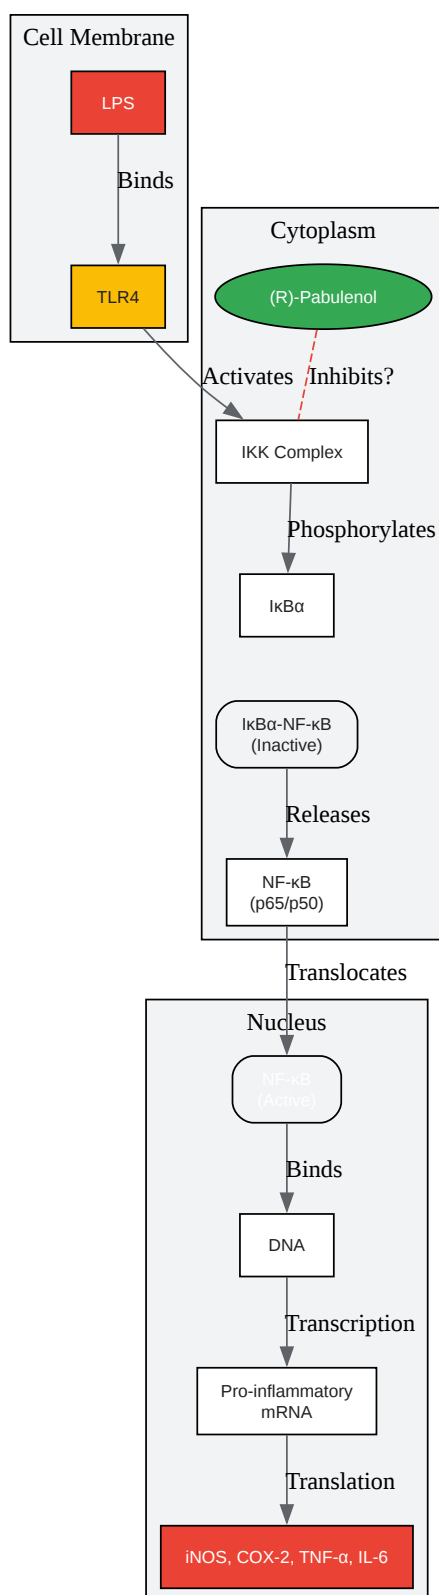 Cell Membrane
LPS
Binds
TLR4
Cytoplasm
(R)-Pabulenol
Activates
Inhibits?
IKK Complex
Phosphorylates
IκBα
IκBα-NF-κB
(Inactive)
Releases
NF-κB
(p65/p50)
Translocates
Nucleus
NF-κB
(Active)
Binds
DNA
Transcription
Pro-inflammatory
mRNA
Translation
iNOS, COX-2, TNF-α, IL-6